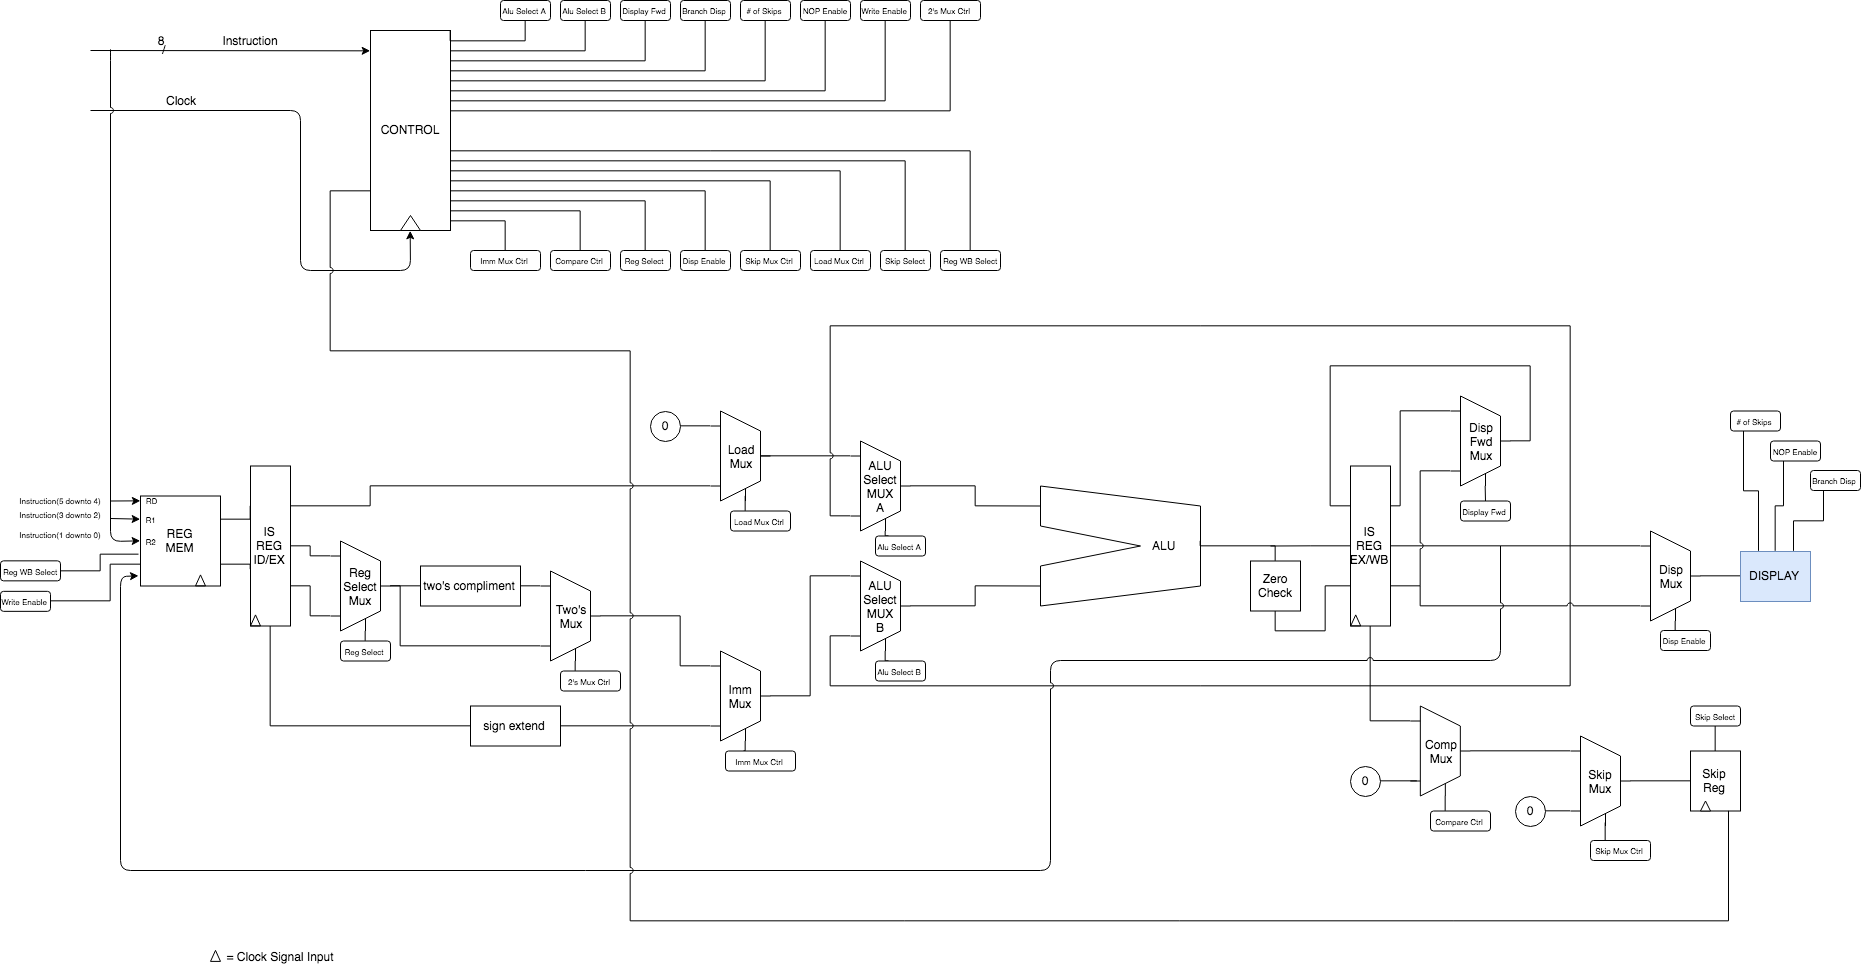 Alu Select A
Alu Select B
Display Fwd
Branch Disp
# of Skips
NOP Enable
Write Enable
2's Mux Ctrl
8
Instruction
Clock
CONTROL
Imm Mux Ctrl
Compare Ctrl
Reg Select
Disp Enable
Skip Mux Ctrl
Load Mux Ctrl
Skip Select
Reg WB Select
0
Load
Mux
Load Mux Ctrl
ALU
Select
MUX
A
Alu Select A
Disp
Fwd
Mux
Display Fwd
# of Skips
NOP Enable
Branch Disp
Instruction(5 downto 4)
Instruction(3 downto 2)
Instruction(1 downto 0)
RD
R1
R2
REG
MEM
Reg WB Select
Write Enable
IS
REG
ID/EX
Reg
Select
Mux
Reg Select
two's compliment
Two's
Mux
2's Mux Ctrl
ALU
Select
MUX
B
Alu Select B
ALU
Zero
Check
IS
REG
EX/WB
Disp
Mux
Disp Enable
DISPLAY
sign extend
Imm
Mux
Imm Mux Ctrl
Comp
Mux
0
Compare Ctrl
Skip
Mux
0
Skip Mux Ctrl
Skip Select
Skip
Reg
= Clock Signal Input